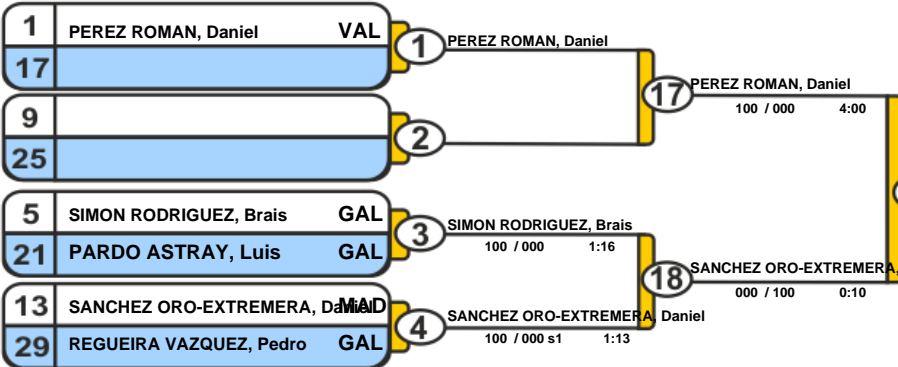 1 PEREZ ROMAN, Daniel VAL
17
1
PEREZ ROMAN, Daniel
9
25
2
17
PEREZ ROMAN, Daniel
100 / 000 4:00
5 SIMON RODRIGUEZ, Brais GAL
21 PARDO ASTRAY, Luis GAL
3
SIMON RODRIGUEZ, Brais
100 / 000 1:16
13 SANCHEZ ORO-EXTREMERA, Daniel MAD
29 REGUEIRA VAZQUEZ, Pedro GAL
4
SANCHEZ ORO-EXTREMERA, Daniel
100 / 000 s1 1:13
18
SANCHEZ ORO-EXTREMERA,
000 / 100 0:10